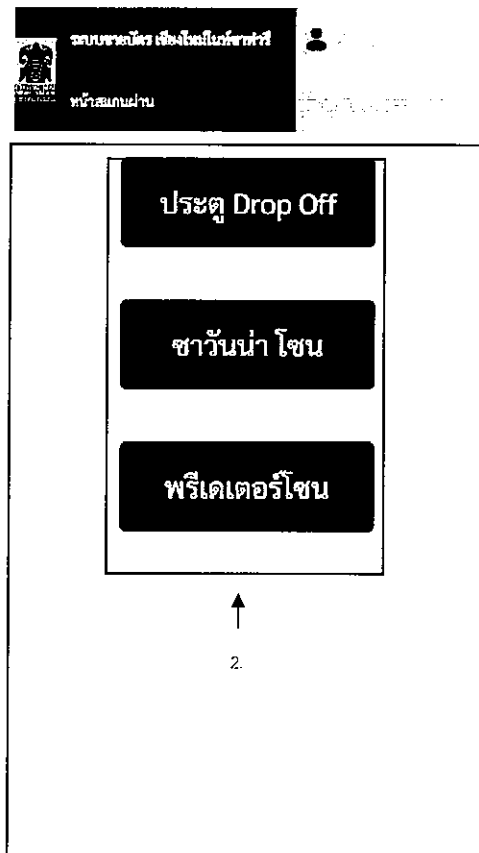 ระบบขายบัตร เชียงใหม่ไนท์ซาฟารี
หน้าสแกนผ่าน
ประตู Drop Off
ซาวันน่า โซน
พรีเดเตอร์โซน
2.